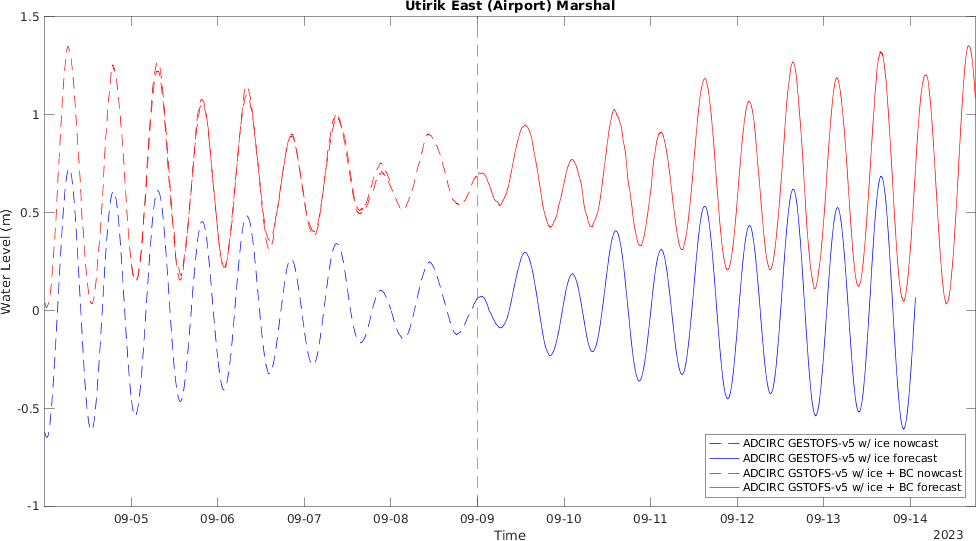 Utirik East (Airport) Marshal
Water Level (m)
1.5
1
0.5
0
-0.5
-1
09-05 09-06 09-07 09-08 09-09 09-10 09-11 09-12 09-13 09-14
Time
2023
ADCIRC GESTOFS-v5 w/ ice nowcast
ADCIRC GESTOFS-v5 w/ ice forecast
ADCIRC GSTOFS-v5 w/ ice + BC nowcast
ADCIRC GSTOFS-v5 w/ ice + BC forecast